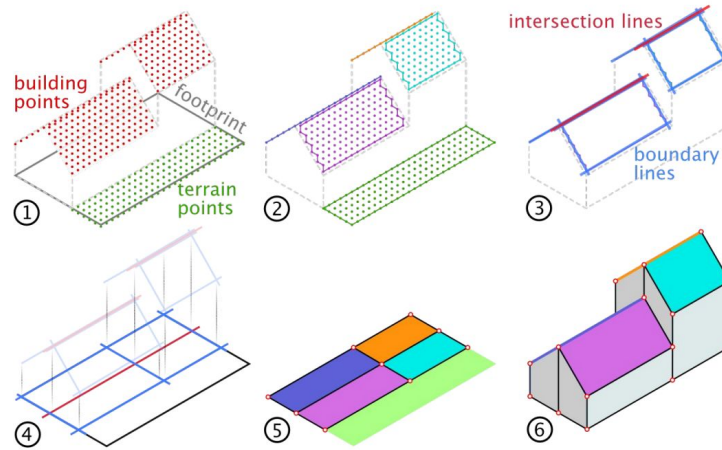 building
points
footprint
terrain
points
1
2
intersection lines
boundary
lines
3
4
5
6